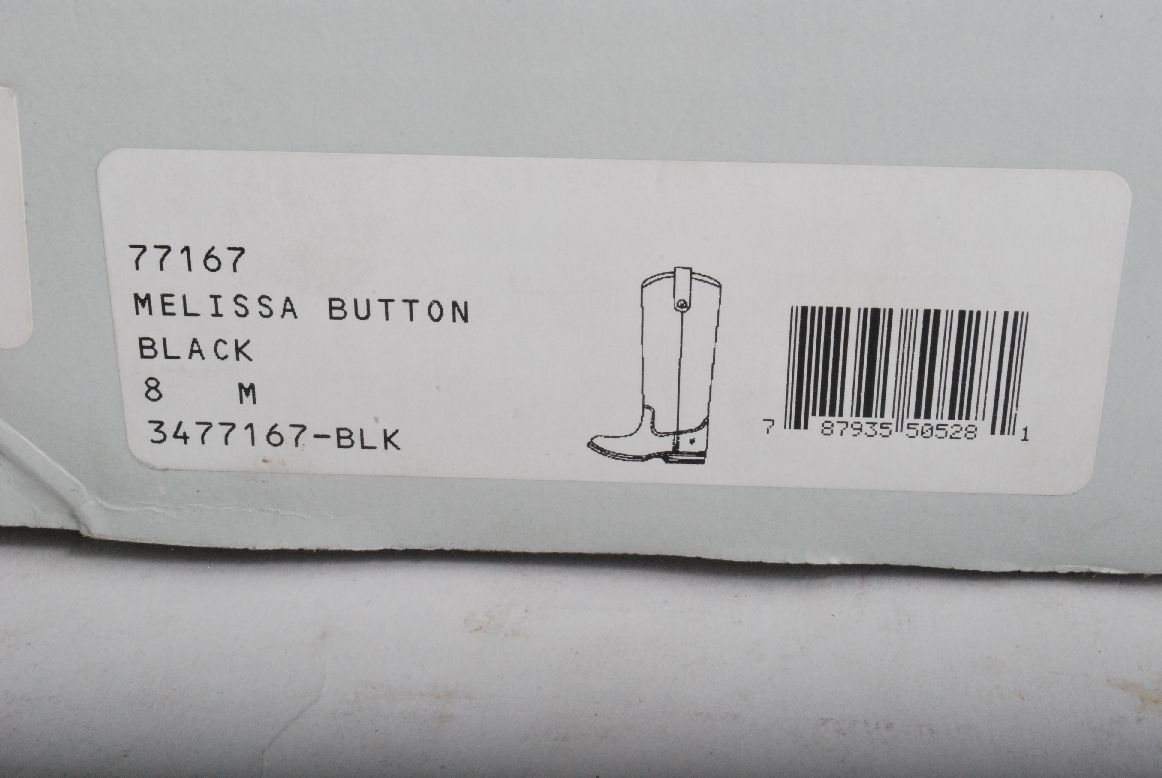 77167
MELISSA BUTTON
BLACK
8 M
3477167-BLK
7 87935 50528 1